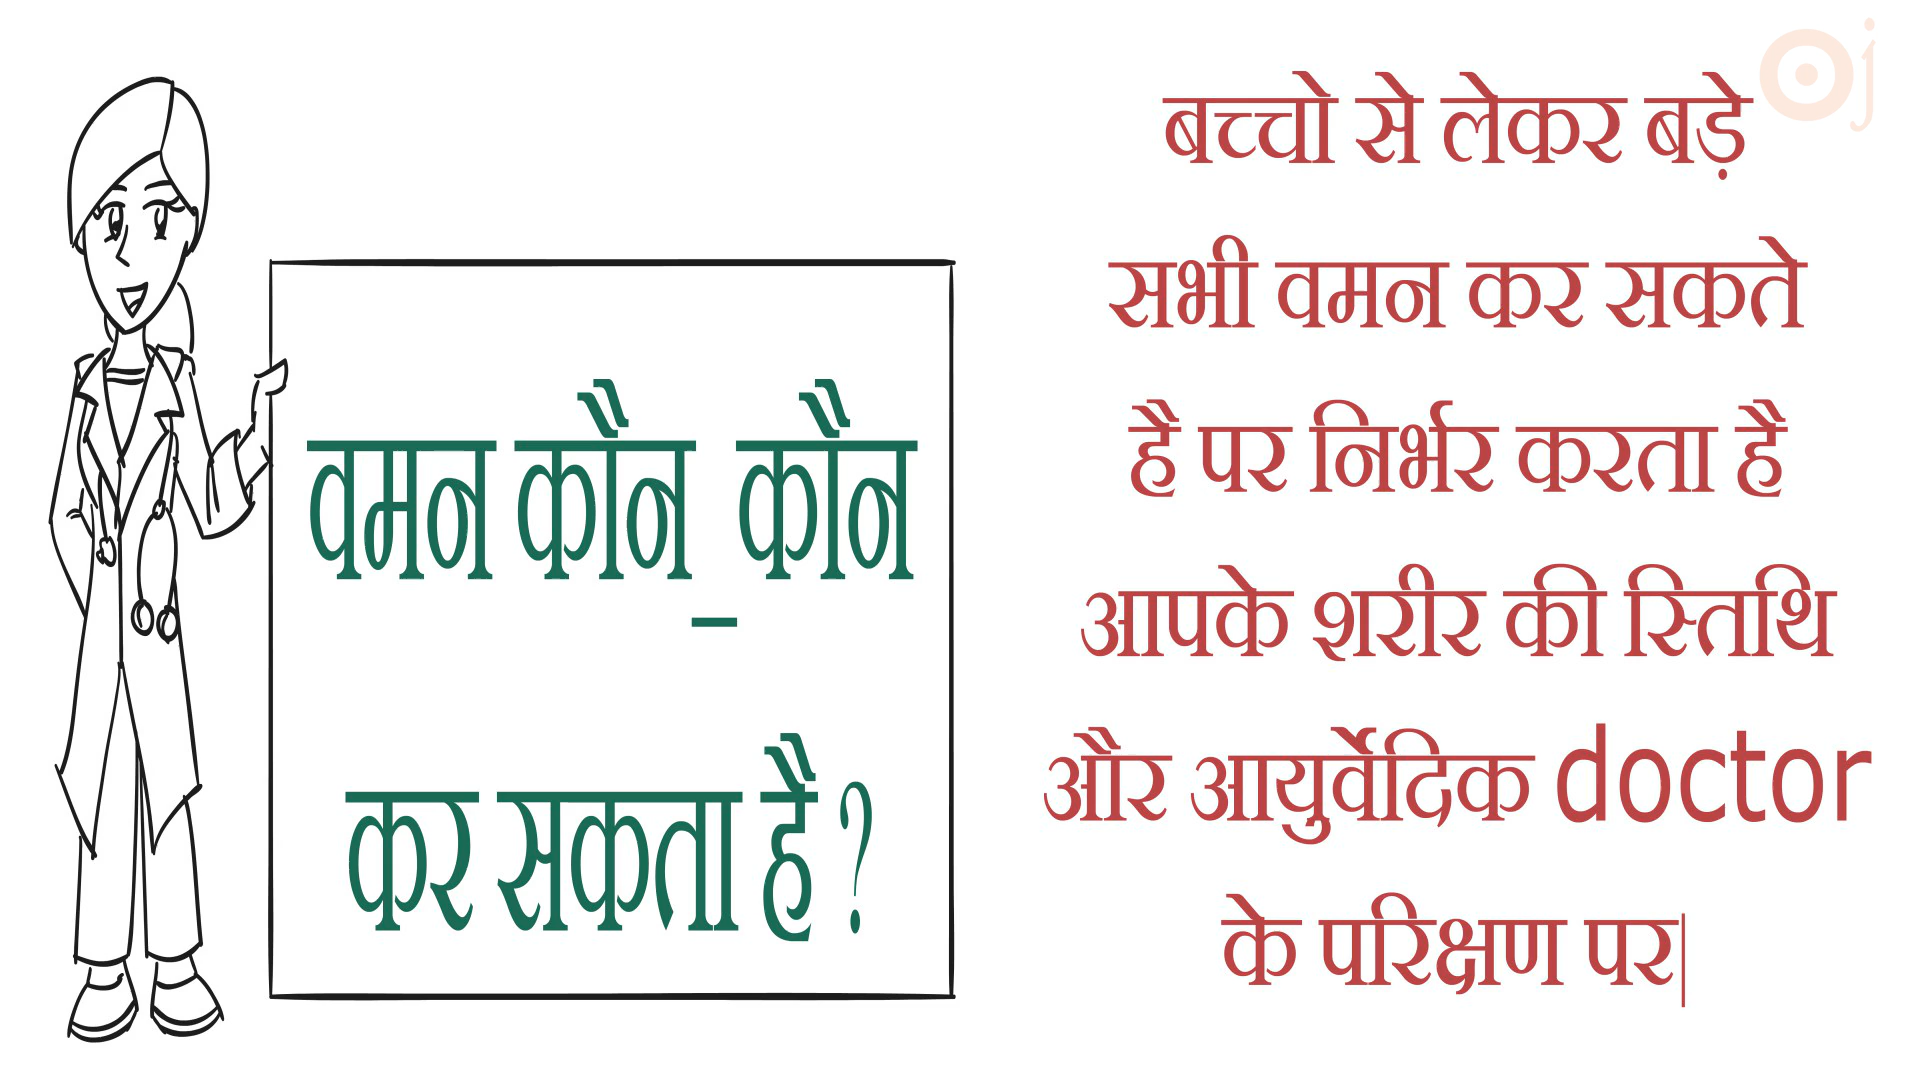 वमन कौन_कौन
कर सकता है ?
बच्चो से लेकर बड़े
सभी वमन कर सकते
है पर निर्भर करता है
आपके शरीर की स्तिथि
और आयुर्वेदिक doctor
के परिक्षण पर|
Oj